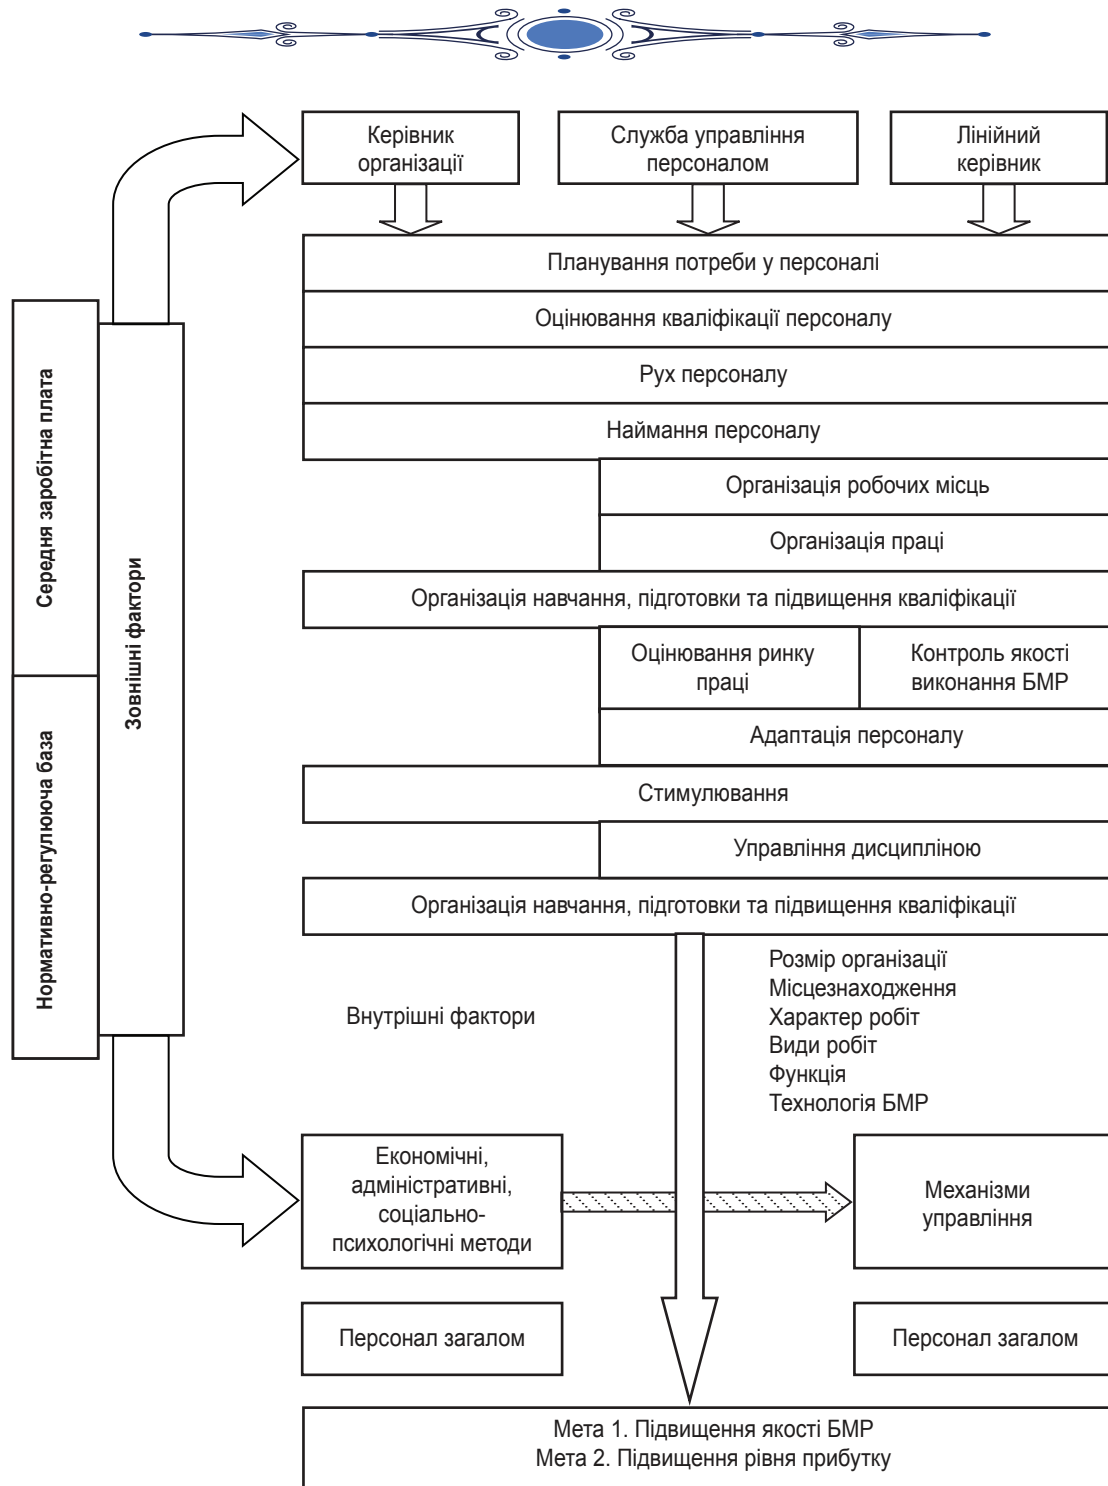 Керівник
організації
Служба управління
персоналом
Лінійний
керівник
Планування потреби у персоналі
Оцінювання кваліфікації персоналу
Рух персоналу
Наймання персоналу
Організація робочих місць
Організація праці
Організація навчання, підготовки та підвищення кваліфікації
Оцінювання ринку
праці
Контроль якості
виконання БМР
Адаптація персоналу
Стимулювання
Управління дисципліною
Організація навчання, підготовки та підвищення кваліфікації
Середня заробітна плата
Нормативно-регулююча база
Зовнішні фактори
Внутрішні фактори
Розмір організації
Місцезнаходження
Характер робіт
Види робіт
Функція
Технологія БМР
Економічні,
адміністративні,
соціально-
психологічні методи
Механізми
управління
Персонал загалом
Персонал загалом
Мета 1. Підвищення якості БМР
Мета 2. Підвищення рівня прибутку